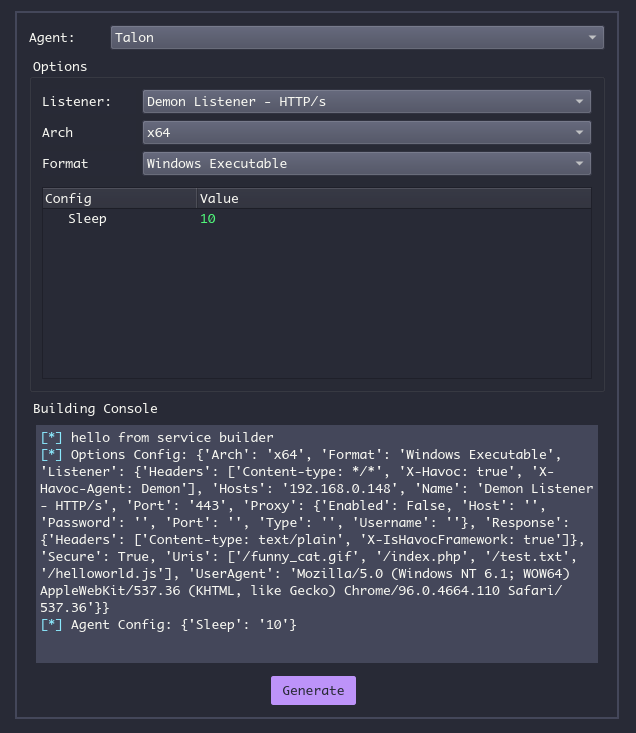 Agent: Talon
Options
Listener: Demon Listener - HTTP/s
Arch x64
Format Windows Executable
Config Value
Sleep 10
Building Console
[*] hello from service builder
[*] Options Config: {'Arch': 'x64', 'Format': 'Windows Executable',
'Listener': {'Headers': ['Content-type: */*', 'X-Havoc: true', 'X-
Havoc-Agent: Demon'], 'Hosts': '192.168.0.148', 'Name': 'Demon Listener
- HTTP/s', 'Port': '443', 'Proxy': {'Enabled': False, 'Host': '',
'Password': '', 'Port': '', 'Type': '', 'Username': ''}, 'Response':
{'Headers': ['Content-type: text/plain', 'X-IsHavocFramework: true']},
'Secure': True, 'Uris': ['/funny_cat.gif', '/index.php', '/test.txt',
'/helloworld.js'], 'UserAgent': 'Mozilla/5.0 (Windows NT 6.1; WOW64)
AppleWebKit/537.36 (KHTML, like Gecko) Chrome/96.0.4664.110 Safari/
537.36'}}
[*] Agent Config: {'Sleep': '10'}
Generate